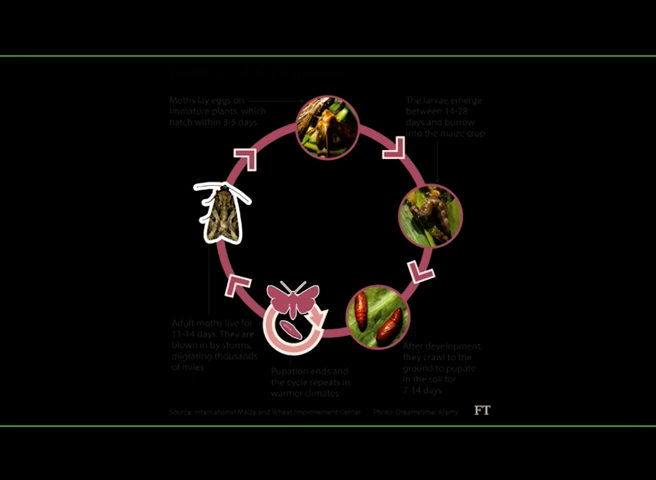 Moths lay eggs on
immature plants, which
hatch within 3-5 days
The larvae emerge
between 14-28
days and burrow
into the maize crop
Adult moths live for
11-14 days. They are
blown in by storms,
migrating thousands
of miles
Pupation ends and
the cycle repeats in
warmer climates
After development,
they crawl to the
ground to pupate
in the soil for
7-14 days
Source: International Maize and Wheat Improvement Center Photo: Dreamstime; Alamy
FT